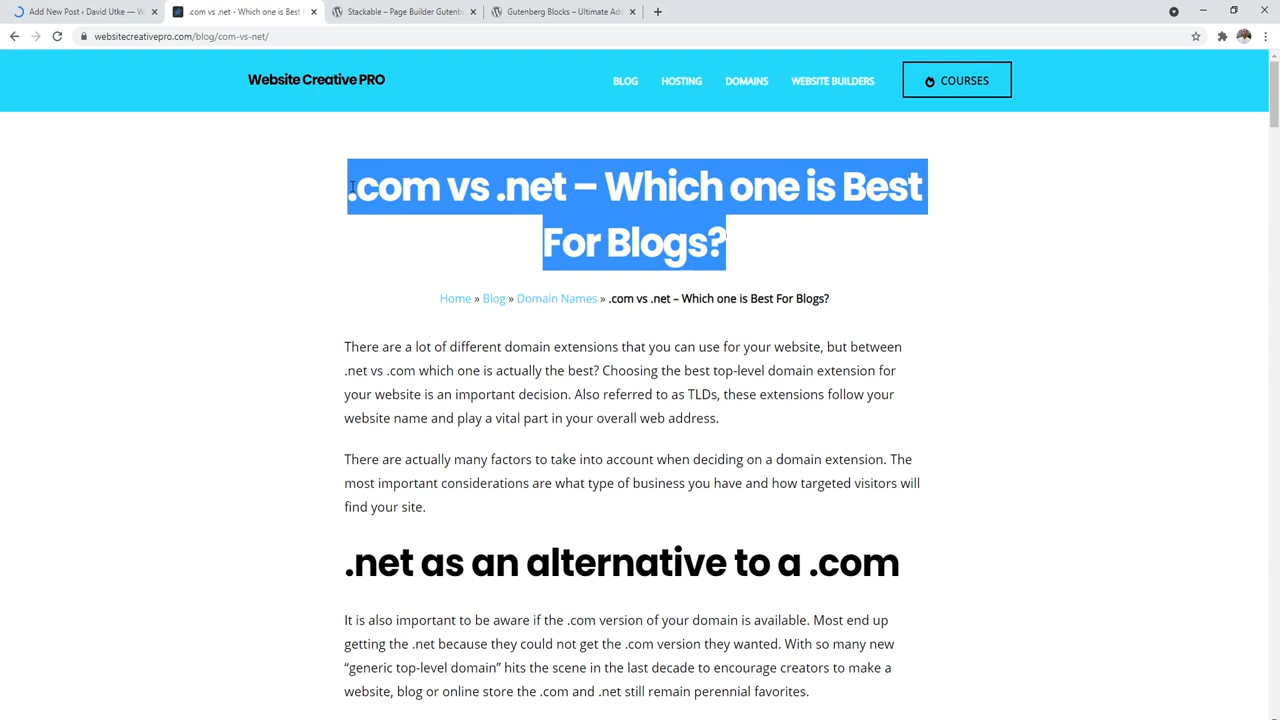 Add New Post ‹ David Utke — W
.com vs .net - Which one is Best F
Stackable – Page Builder Gutenb
Gutenberg Blocks – Ultimate Add
websitecreativepro.com/blog/com-vs-net/
Website Creative PRO
BLOG
HOSTING
DOMAINS
WEBSITE BUILDERS
COURSES
.com vs .net – Which one is Best
For Blogs?
Home » Blog » Domain Names » .com vs .net – Which one is Best For Blogs?
There are a lot of different domain extensions that you can use for your website, but between
.net vs .com which one is actually the best? Choosing the best top-level domain extension for
your website is an important decision. Also referred to as TLDs, these extensions follow your
website name and play a vital part in your overall web address.
There are actually many factors to take into account when deciding on a domain extension. The
most important considerations are what type of business you have and how targeted visitors will
find your site.
.net as an alternative to a .com
It is also important to be aware if the .com version of your domain is available. Most end up
getting the .net because they could not get the .com version they wanted. With so many new
“generic top-level domain” hits the scene in the last decade to encourage creators to make a
website, blog or online store the .com and .net still remain perennial favorites.